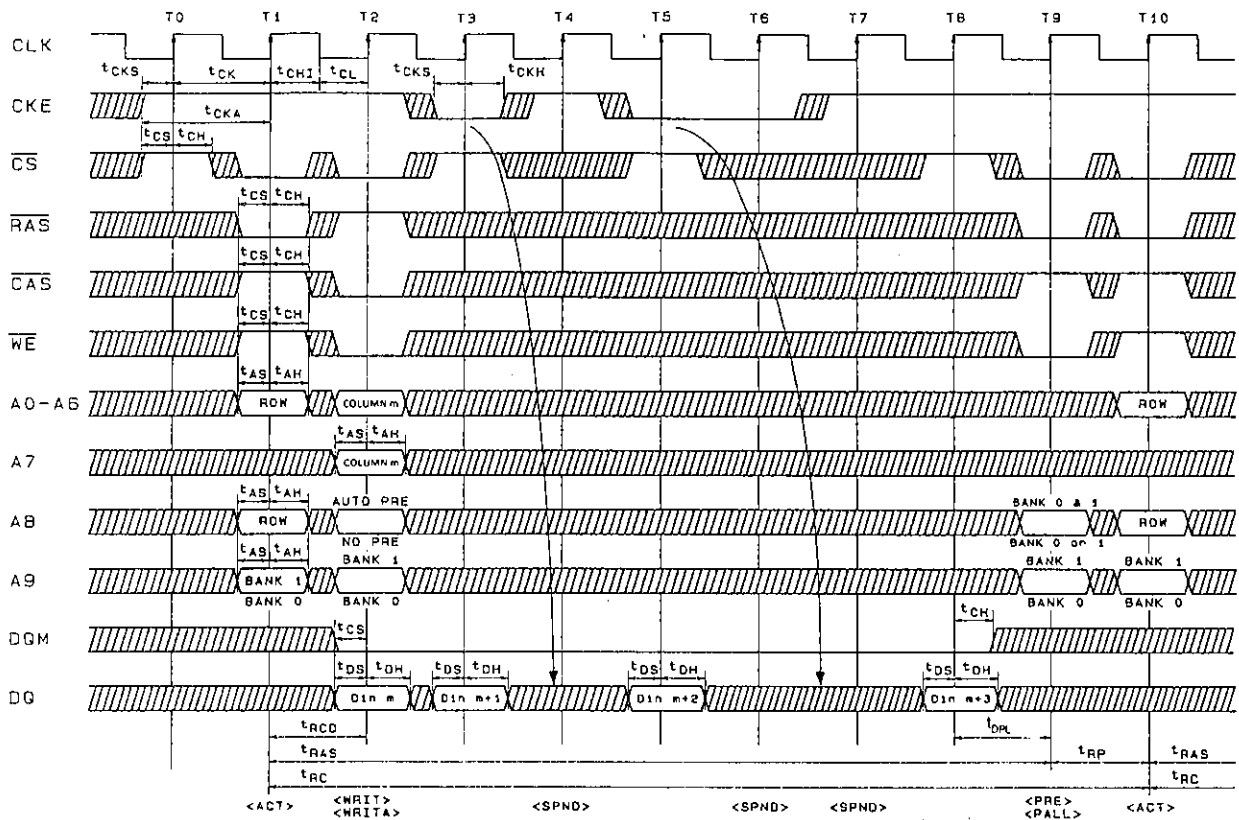 T0 T1 T2 T3 T4 T5 T6 T7 T8 T9 T10
CLK
tCKS tCK tCHI tCL tCKS tCKH
CKE
tCKA
tCS tCH
CS
tCS tCH
RAS
tCS tCH
CAS
tCS tCH
WE
tAS tAH
A0-A6 ROW COLUMN m ROW
tAS tAH
A7 COLUMN m
tAS tAH AUTO PRE BANK 0 & 1
A8 ROW ROW
NO PRE BANK 0 or 1
tAS tAH BANK 1 BANK 1 BANK 1
A9 BANK 1
BANK 0 BANK 0 BANK 0 BANK 0
tCH
DQM tCS
tDS tDH tDS tDH tDS tDH tDS tDH
DQ Din m Din m+1 Din m+2 Din m+3
tRCD tDPL
tRAS tRP tRAS
tRC tRC
<ACT> <WRIT> <SPND> <SPND> <SPND> <PRE> <ACT>
<WRITA> <PALL>